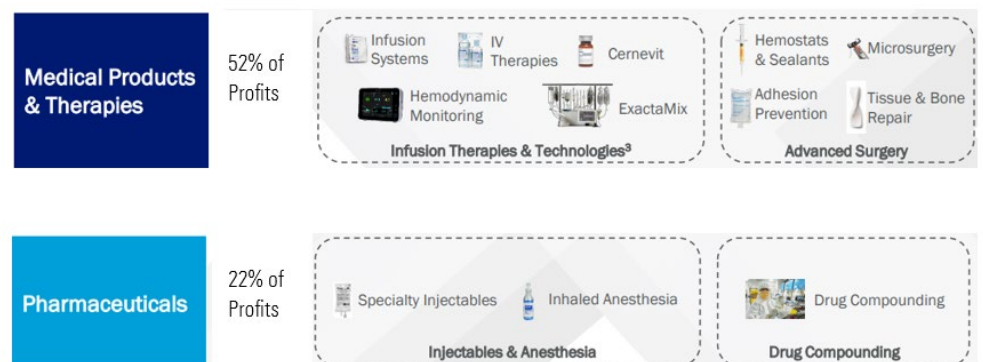 Medical Products
& Therapies
52% of
Profits
Infusion
Systems
IV
Therapies
Cernevit
Hemodynamic
Monitoring
ExactaMix
Infusion Therapies & Technologies³
Hemostats
& Sealants
Microsurgery
Adhesion
Prevention
Tissue & Bone
Repair
Advanced Surgery
Pharmaceuticals
22% of
Profits
Specialty Injectables
Inhaled Anesthesia
Injectables & Anesthesia
Drug Compounding
Drug Compounding